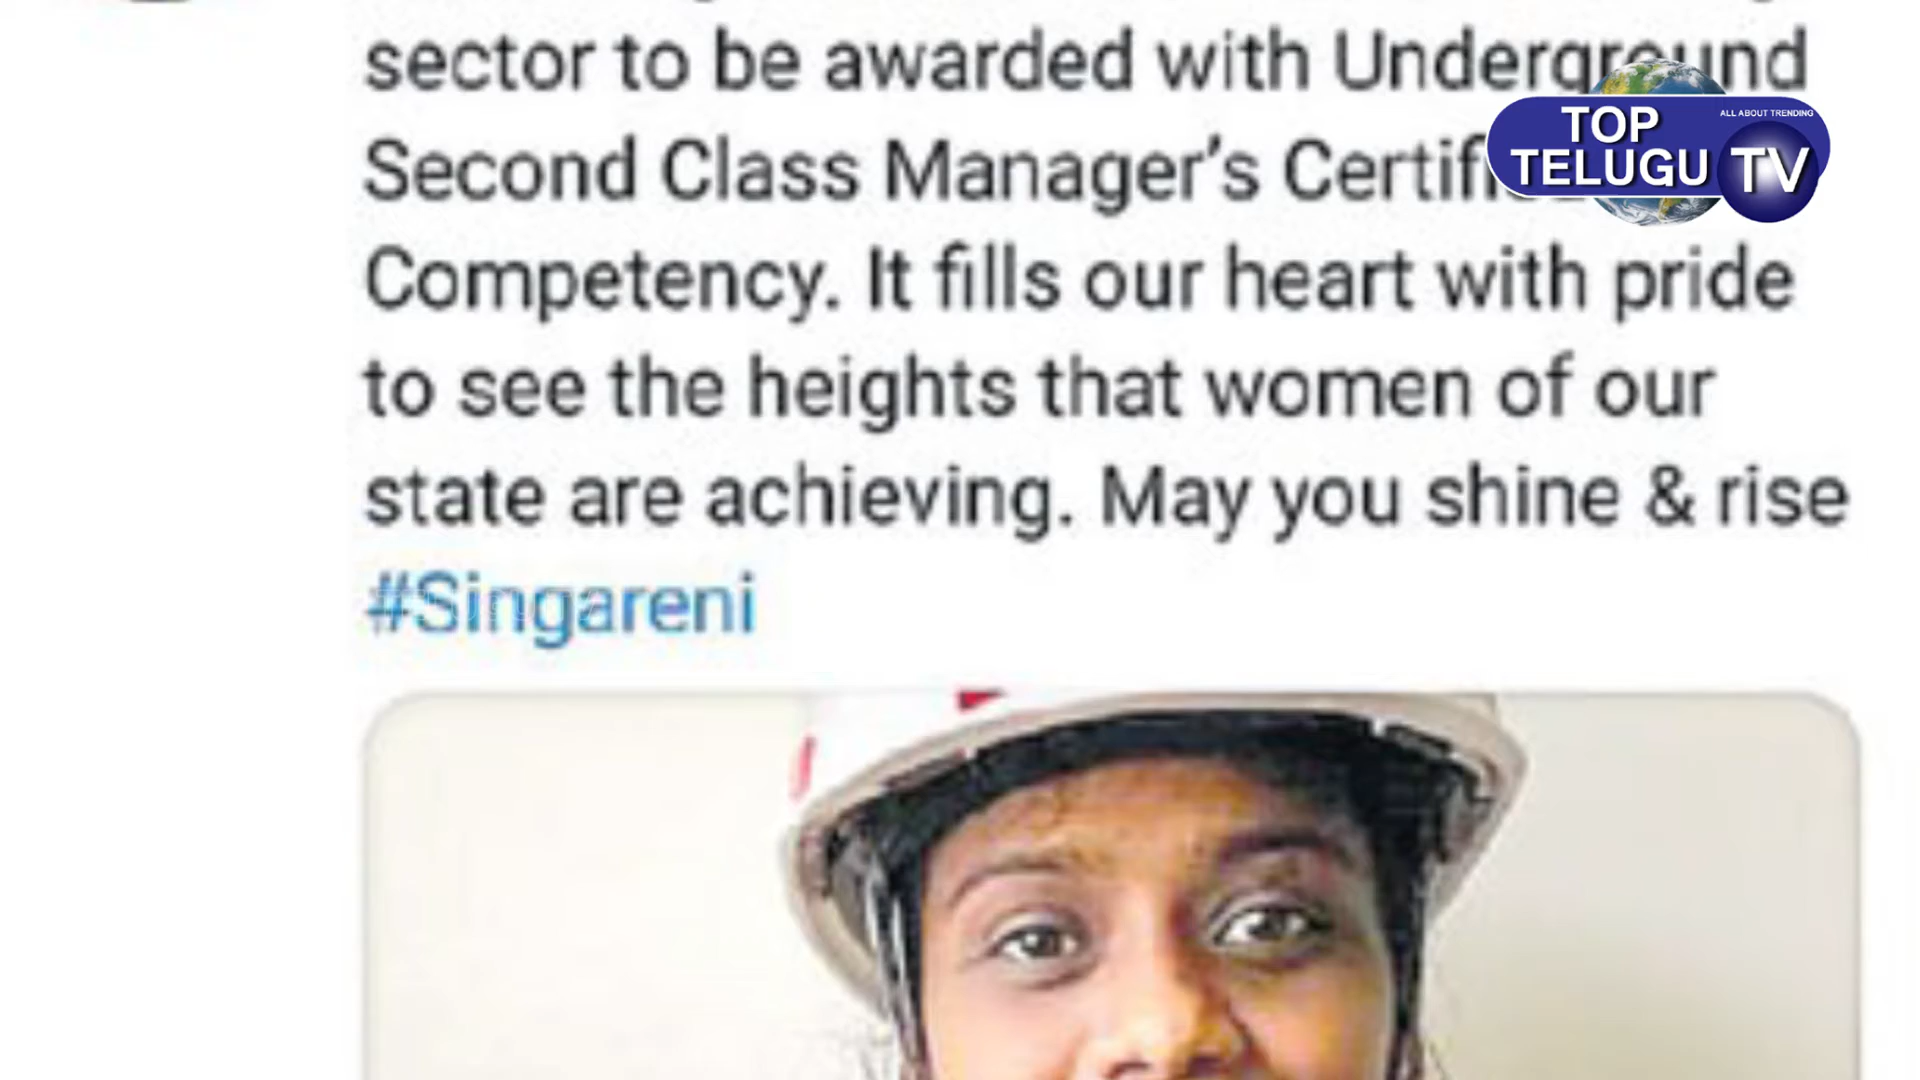 sector to be awarded with Underground
Second Class Manager's
Competency. It fills our heart with pride
to see the heights that women of our
state are achieving. May you shine & rise
#Singareni
TOP
TELUGU TV
ALL ABOUT TRENDING